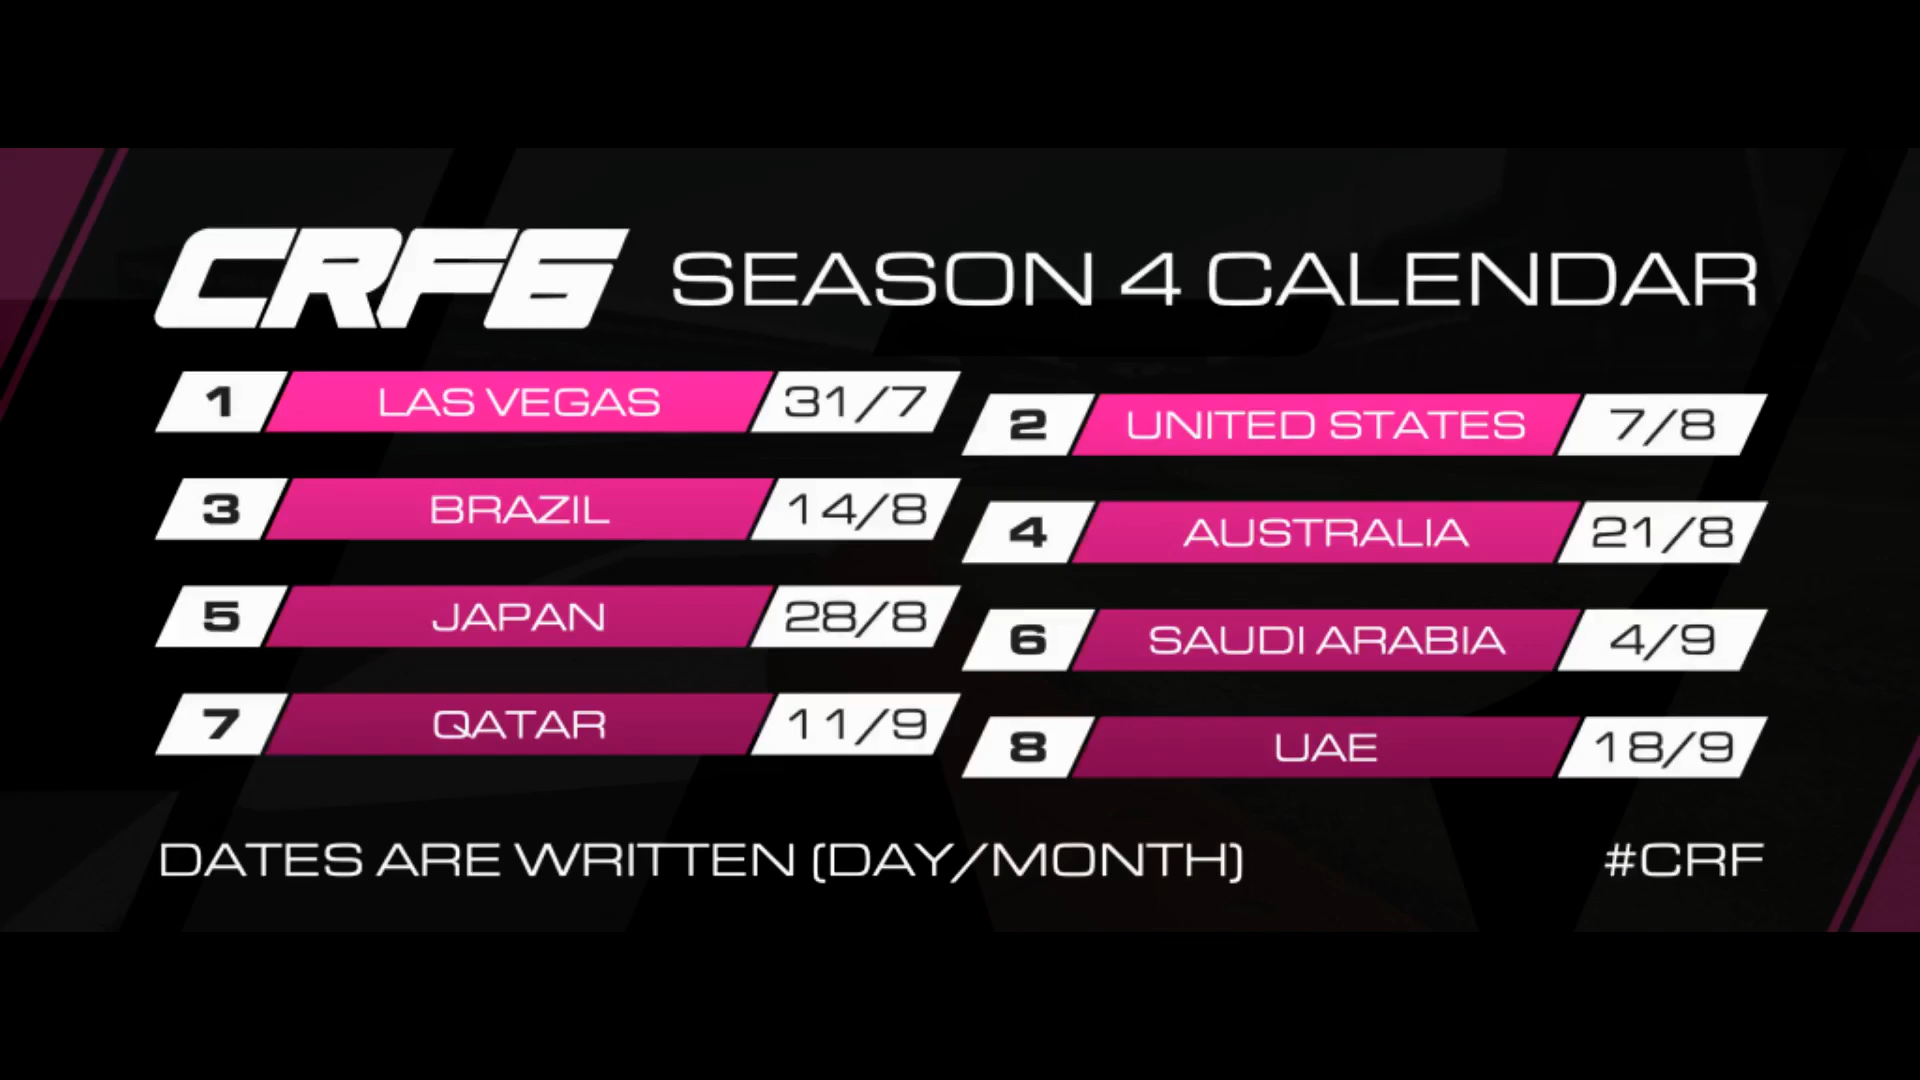 CRF6 SEASON 4 CALENDAR
1 LAS VEGAS 31/7
2 UNITED STATES 7/8
3 BRAZIL 14/8
4 AUSTRALIA 21/8
5 JAPAN 28/8
6 SAUDI ARABIA 4/9
7 QATAR 11/9
8 UAE 18/9
DATES ARE WRITTEN (DAY/MONTH)
#CRF